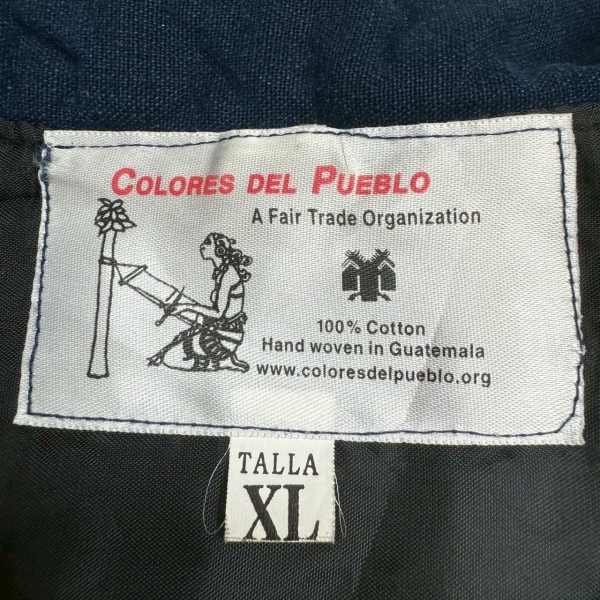 COLORES DEL PUEBLO
A Fair Trade Organization
100% Cotton
Hand woven in Guatemala
www.coloresdelpueblo.org
TALLA
XL